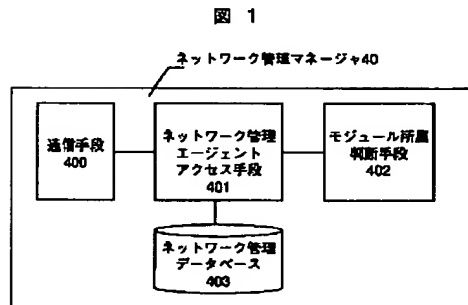 図 1
ネットワーク管理マネージャ40
通信手段
400
ネットワーク管理
エージェント
アクセス手段
401
モジュール所属
判断手段
402
ネットワーク管理
データベース
403